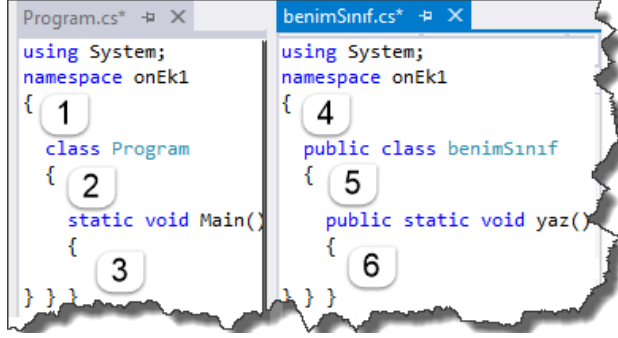 Program.cs*
using System;
namespace onEk1
{
1
class Program
{
2
static void Main()
{
3
} } }
benimSınıf.cs*
using System;
namespace onEk1
{
4
public class benimSınıf
{
5
public static void yaz()
{
6
} } }